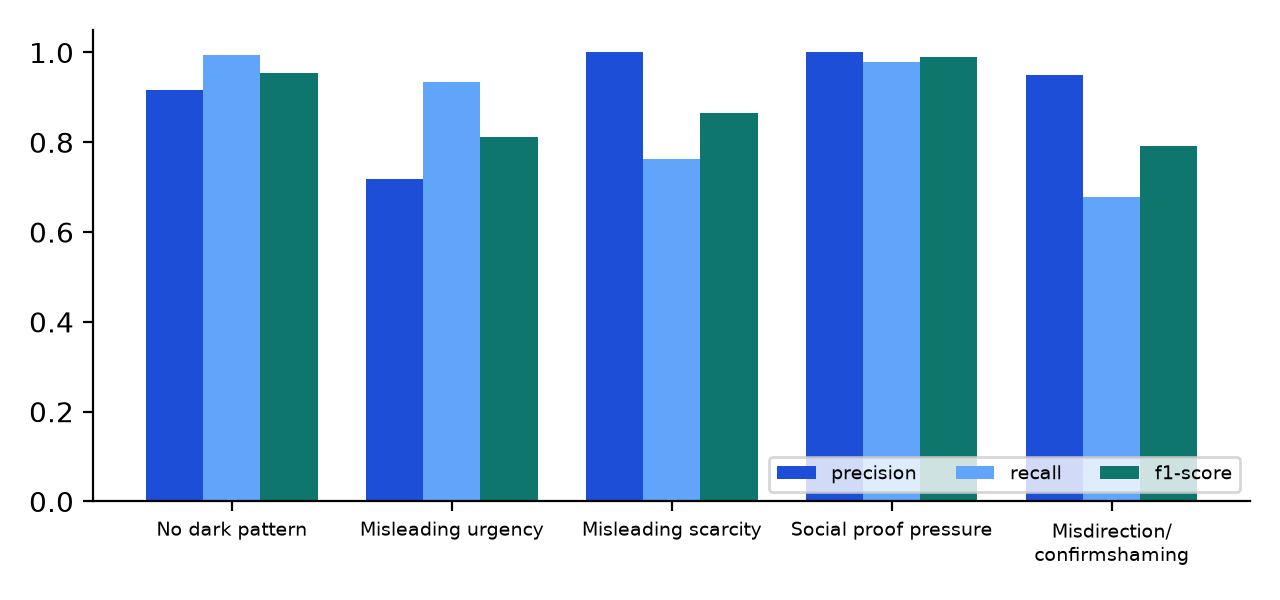 1.0
0.8
0.6
0.4
0.2
0.0
precision recall f1-score
No dark pattern Misleading urgency Misleading scarcity Social proof pressure Misdirection/
confirmshaming